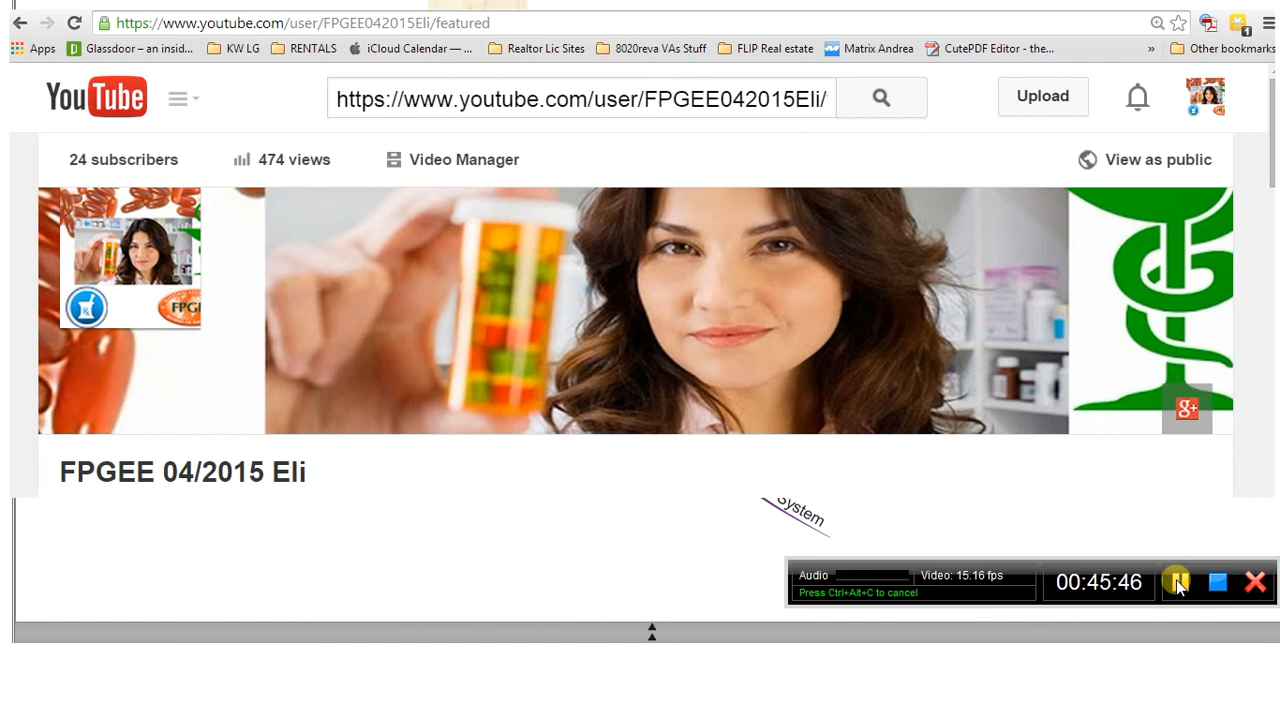 https://www.youtube.com/user/FPGEE042015Eli/featured
1
Apps Glassdoor – an insid... KW LG RENTALS iCloud Calendar —... Realtor Lic Sites 8020reva VAs Stuff FLIP Real estate Matrix Andrea CutePDF Editor - the... » Other bookmarks
YouTube https://www.youtube.com/user/FPGEE042015Eli/ Upload
24 subscribers 474 views Video Manager View as public
FPGE
g+
FPGEE 04/2015 Eli
System
Audio Video: 15.16 fps 00:45:46
Press Ctrl+Alt+C to cancel